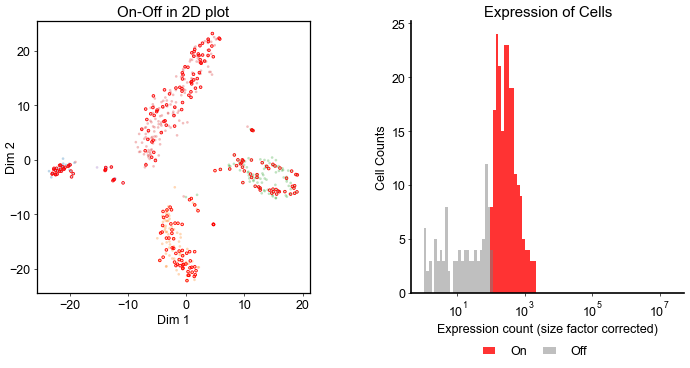 On-Off in 2D plot
20
10
0
−10
−20
Dim 2
−20 −10 0 10 20
Dim 1
Expression of Cells
25
20
15
10
5
0
Cell Counts
10^1 10^3 10^5 10^7
Expression count (size factor corrected)
On Off